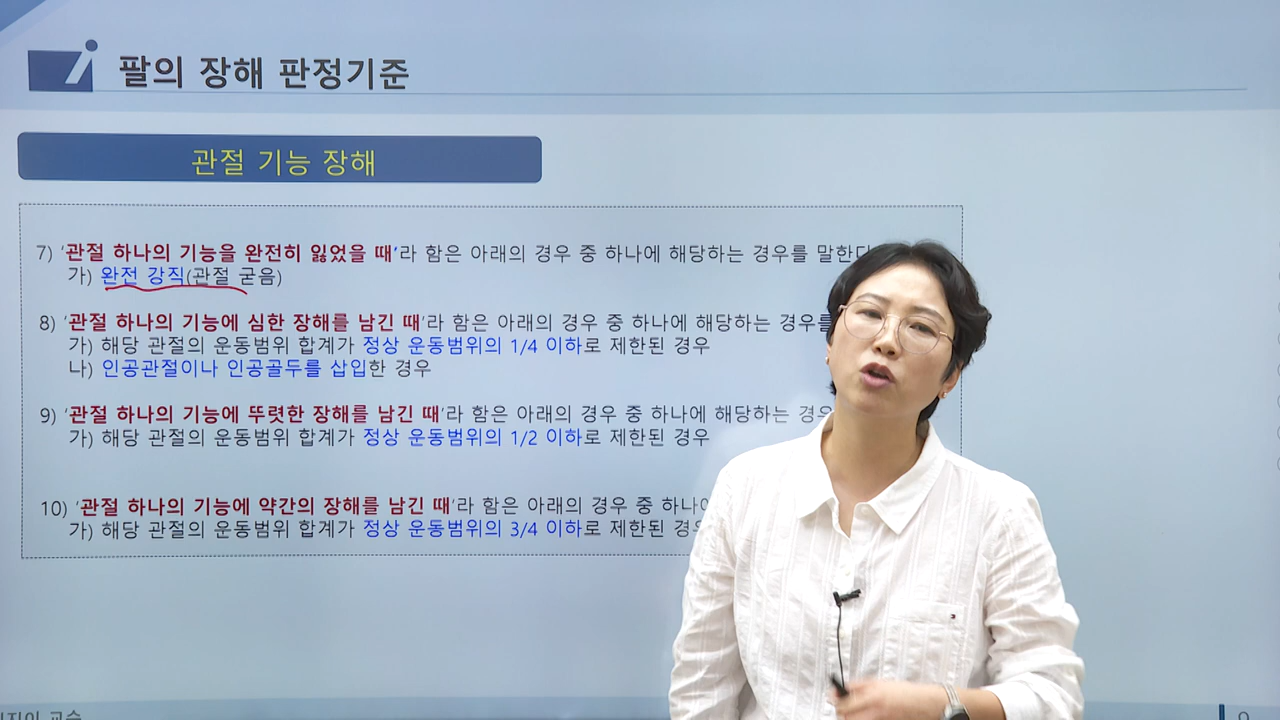 팔의 장해 판정기준
관절 기능 장해
7) ‘관절 하나의 기능을 완전히 잃었을 때’라 함은 아래의 경우 중 하나에 해당하는 경우를 말한다
가) 완전 강직(관절 굳음)
8) ‘관절 하나의 기능에 심한 장해를 남긴 때’라 함은 아래의 경우 중 하나에 해당하는 경우를
가) 해당 관절의 운동범위 합계가 정상 운동범위의 1/4 이하로 제한된 경우
나) 인공관절이나 인공골두를 삽입한 경우
9) ‘관절 하나의 기능에 뚜렷한 장해를 남긴 때’라 함은 아래의 경우 중 하나에 해당하는 경우
가) 해당 관절의 운동범위 합계가 정상 운동범위의 1/2 이하로 제한된 경우
10) ‘관절 하나의 기능에 약간의 장해를 남긴 때’라 함은 아래의 경우 중 하나에
가) 해당 관절의 운동범위 합계가 정상 운동범위의 3/4 이하로 제한된 경우